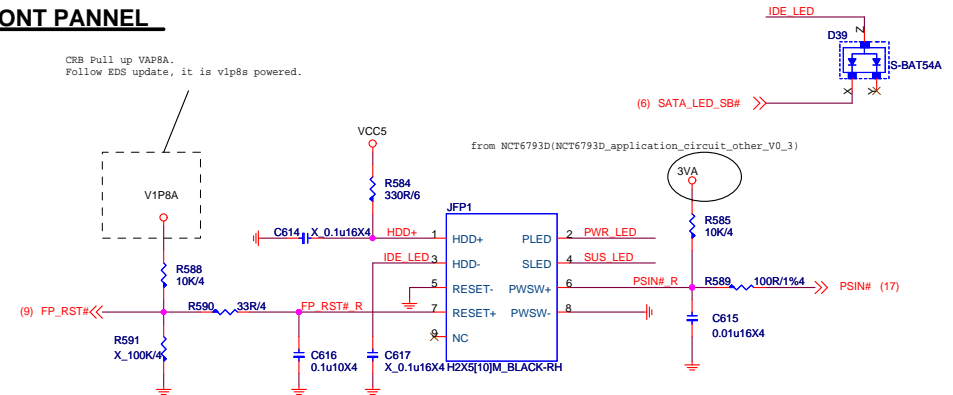 ONT PANNEL
IDE_LED
CRB Pull up VAP8A.
Follow EDS update, it is v1p8s powered.
D39
Z
S-BAT54A
X
X
(6) SATA_LED_SB#
VCC5
from NCT6793D(NCT6793D_application_circuit_other_V0_3)
V1P8A
R584
330R/6
3VA
JFP1
R585
10K/4
C614
X_0.1u16X4
HDD+
1
HDD+
PLED
2
PWR_LED
IDE_LED
3
HDD-
SLED
4
SUS_LED
R588
10K/4
5
RESET-
PWSW+
6
PSIN#_R
R589
100R/1%4
PSIN# (17)
(9) FP_RST#
R590
33R/4
FP_RST#_R
7
RESET+
PWSW-
8
9
NC
C615
0.01u16X4
R591
X_100K/4
C616
0.1u10X4
C617
X_0.1u16X4
H2X5[10]M_BLACK-RH